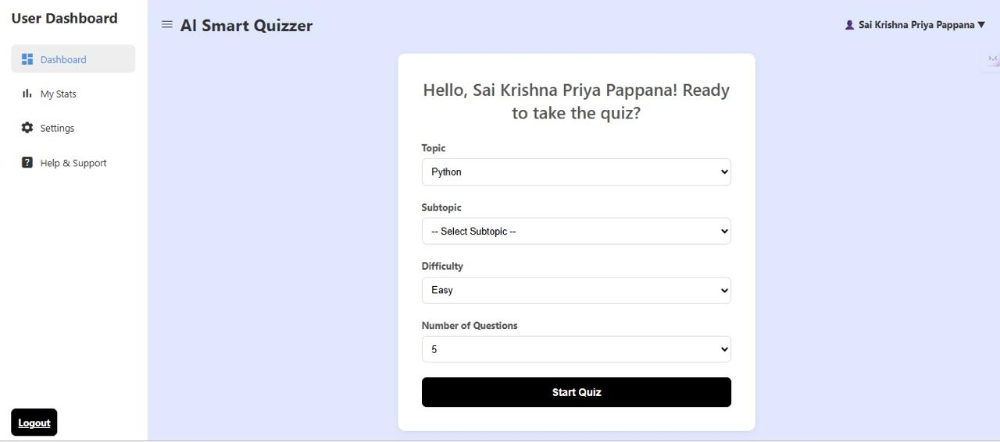 User Dashboard
Dashboard
My Stats
Settings
Help & Support
Logout
AI Smart Quizzer
Sai Krishna Priya Pappana ▼
Hello, Sai Krishna Priya Pappana! Ready
to take the quiz?
Topic
Python
Subtopic
-- Select Subtopic --
Difficulty
Easy
Number of Questions
5
Start Quiz